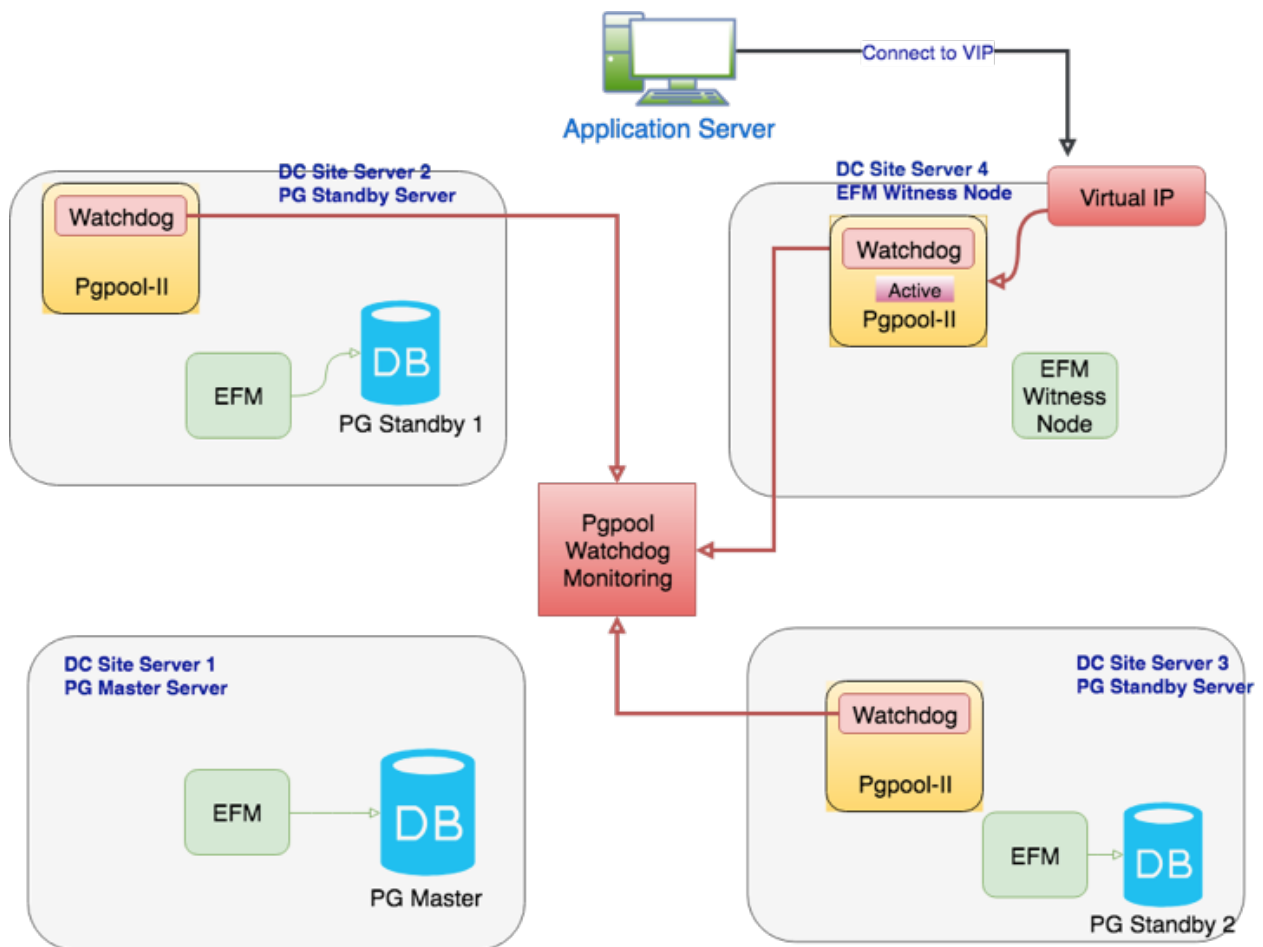 Connect to VIP
Application Server
DC Site Server 2
PG Standby Server
Watchdog
Pgpool-II
EFM
DB
PG Standby 1
DC Site Server 4
EFM Witness Node
Virtual IP
Watchdog
Active
Pgpool-II
EFM
Witness
Node
Pgpool
Watchdog
Monitoring
DC Site Server 1
PG Master Server
EFM
DB
PG Master
DC Site Server 3
PG Standby Server
Watchdog
Pgpool-II
EFM
DB
PG Standby 2